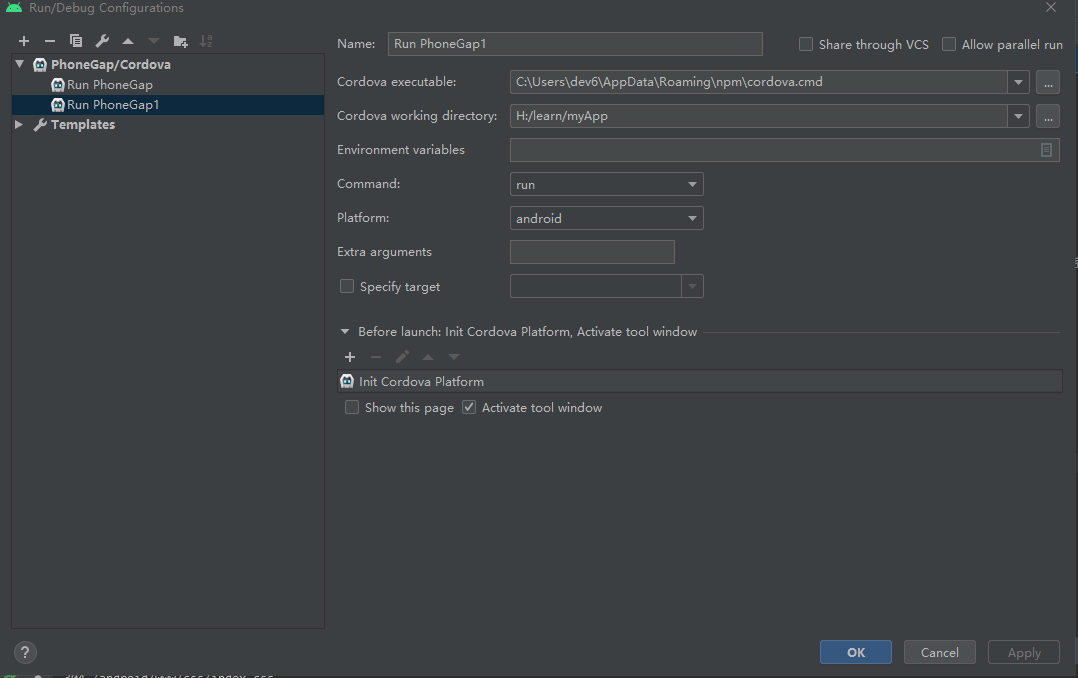 Run/Debug Configurations
PhoneGap/Cordova
Run PhoneGap
Run PhoneGap1
Templates
Name: Run PhoneGap1 Share through VCS Allow parallel run
Cordova executable: C:\Users\dev6\AppData\Roaming\npm\cordova.cmd ...
Cordova working directory: H:/learn/myApp ...
Environment variables
Command: run
Platform: android
Extra arguments
Specify target
Before launch: Init Cordova Platform, Activate tool window
Init Cordova Platform
Show this page Activate tool window
? OK Cancel Apply